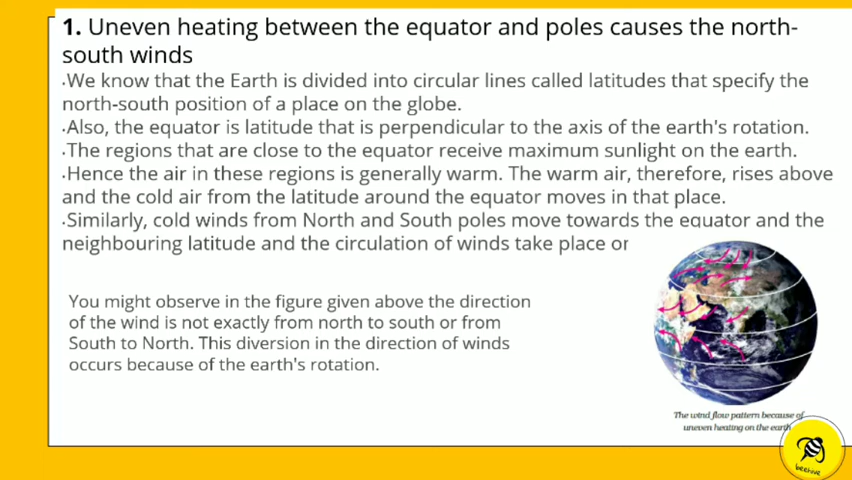 1. Uneven heating between the equator and poles causes the north-
south winds
·We know that the Earth is divided into circular lines called latitudes that specify the
north-south position of a place on the globe.
·Also, the equator is latitude that is perpendicular to the axis of the earth's rotation.
·The regions that are close to the equator receive maximum sunlight on the earth.
·Hence the air in these regions is generally warm. The warm air, therefore, rises above
and the cold air from the latitude around the equator moves in that place.
·Similarly, cold winds from North and South poles move towards the equator and the
neighbouring latitude and the circulation of winds take place
You might observe in the figure given above the direction
of the wind is not exactly from north to south or from
South to North. This diversion in the direction of winds
occurs because of the earth's rotation.
The wind flow pattern because of
uneven heating on the earth
beehive